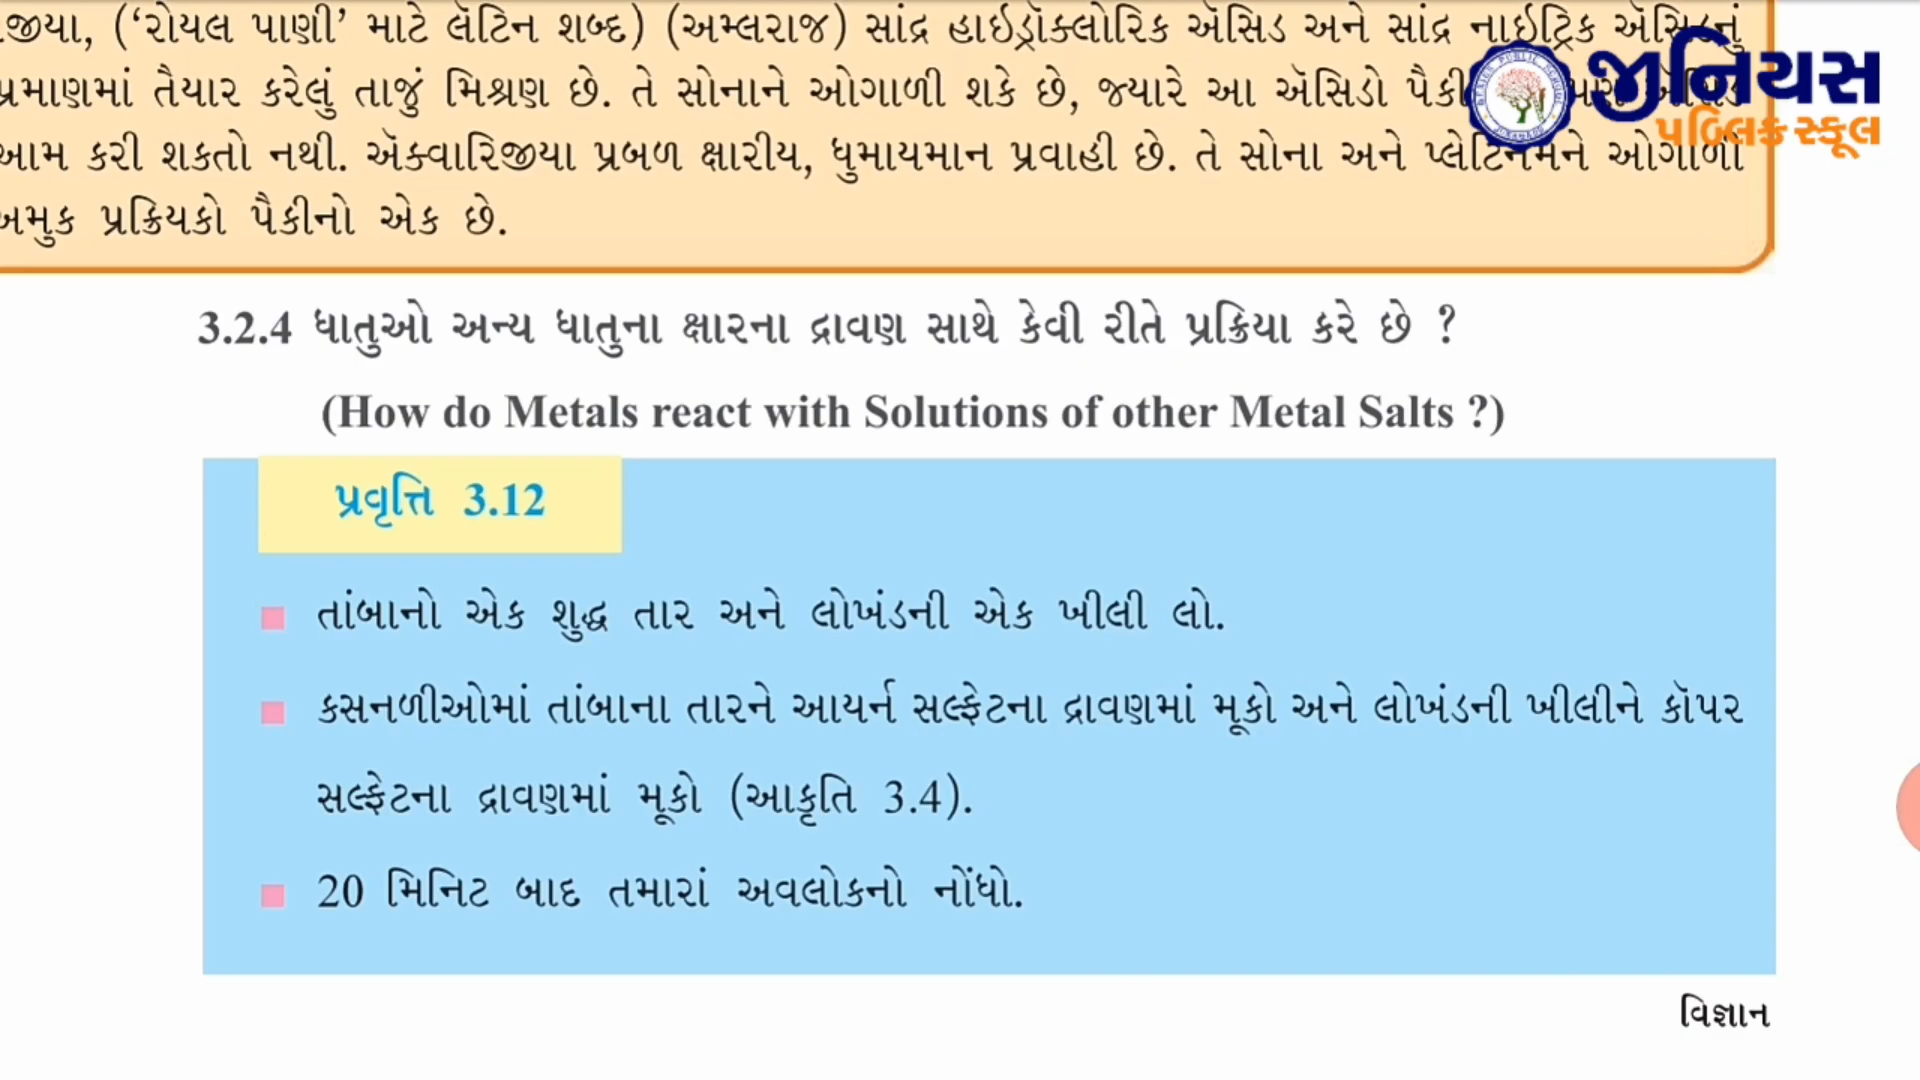 જીયા, (‘રોયલ પાણી’ માટે લૅટિન શબ્દ) (અમ્લરાજ) સાંદ્ર હાઇડ્રૉક્લોરિક ઍસિડ અને સાંદ્ર નાઇટ્રિક ઍસિડનું
પ્રમાણમાં તૈયાર કરેલું તાજું મિશ્રણ છે. તે સોનાને ઓગાળી શકે છે, જ્યારે આ ઍસિડો પૈકી
આમ કરી શકતો નથી. ઍક્વારિજીયા પ્રબળ ક્ષારીય, ધુમાયમાન પ્રવાહી છે. તે સોના અને પ્લેટિનમને ઓગાળી
અમુક પ્રક્રિયકો પૈકીનો એક છે.
જીનિયસ
પબ્લિક સ્કૂલ
3.2.4 ધાતુઓ અન્ય ધાતુના ક્ષારના દ્રાવણ સાથે કેવી રીતે પ્રક્રિયા કરે છે ?
(How do Metals react with Solutions of other Metal Salts ?)
પ્રવૃત્તિ 3.12
તાંબાનો એક શુદ્ધ તાર અને લોખંડની એક ખીલી લો.
કસનળીઓમાં તાંબાના તારને આયર્ન સલ્ફેટના દ્રાવણમાં મૂકો અને લોખંડની ખીલીને કૉપર
સલ્ફેટના દ્રાવણમાં મૂકો (આકૃતિ 3.4).
20 મિનિટ બાદ તમારાં અવલોકનો નોંધો.
વિજ્ઞાન